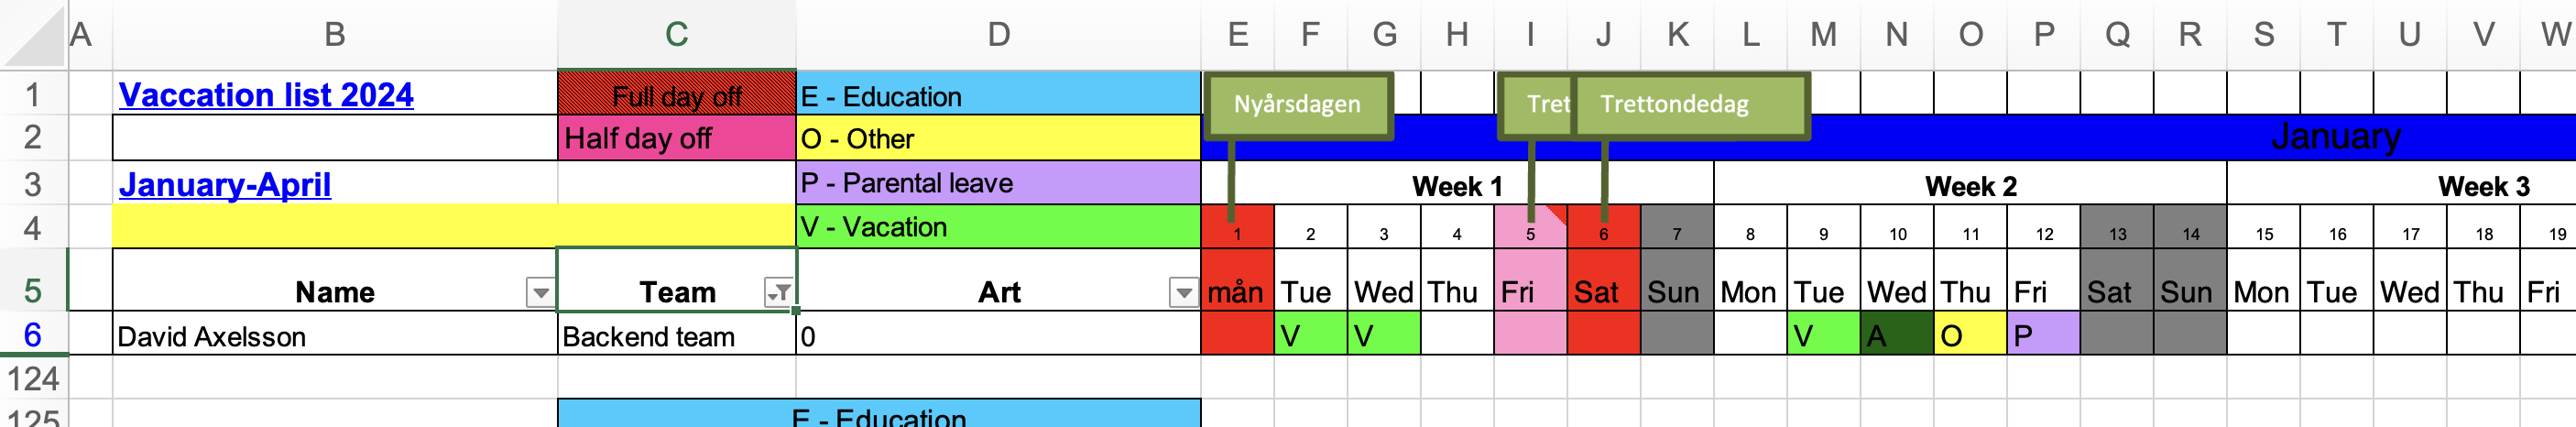 A B C D E F G H I J K L M N O P Q R S T U V W
1 Vaccation list 2024 Full day off E - Education Nyårsdagen Tret Trettondedag
2 Half day off O - Other January
3 January-April P - Parental leave Week 1 Week 2 Week 3
4 V - Vacation 1 2 3 4 5 6 7 8 9 10 11 12 13 14 15 16 17 18 19
5 Name Team Art mån Tue Wed Thu Fri Sat Sun Mon Tue Wed Thu Fri Sat Sun Mon Tue Wed Thu Fri
6 David Axelsson Backend team 0 V V V A O P
124
125 E - Education